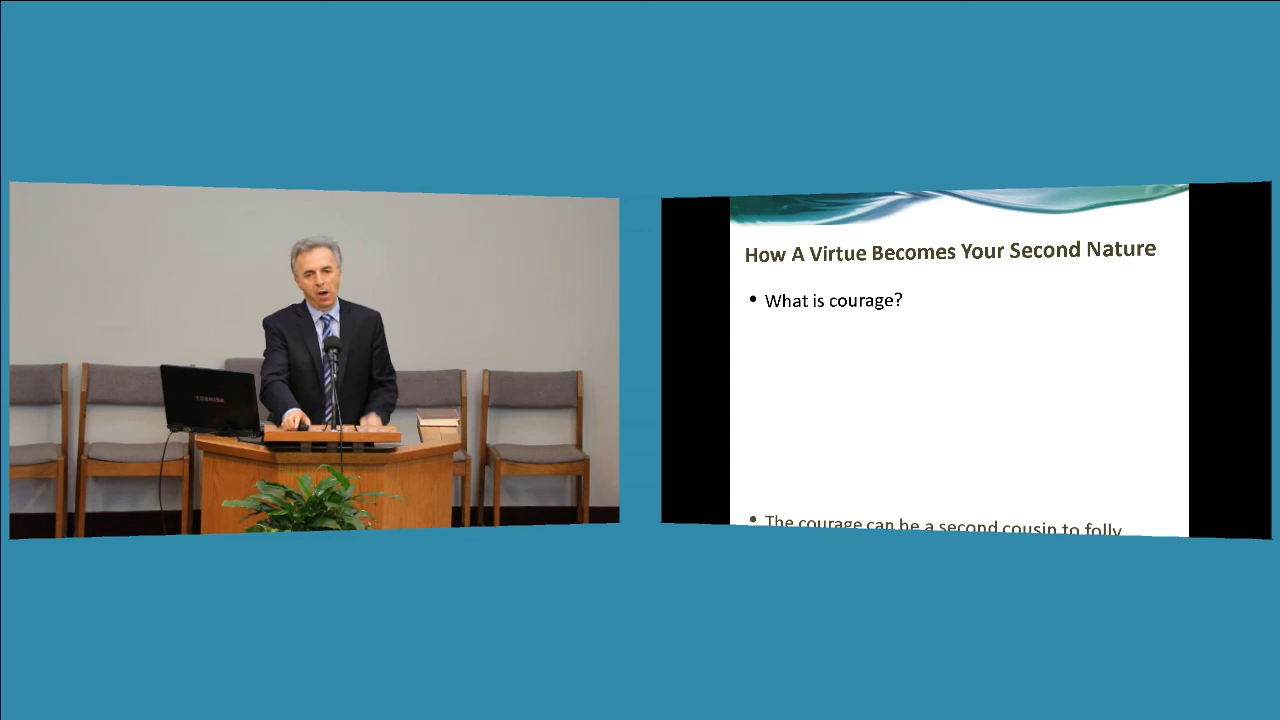 TOSHIBA
How A Virtue Becomes Your Second Nature
• What is courage?
• The courage can be a second cousin to folly